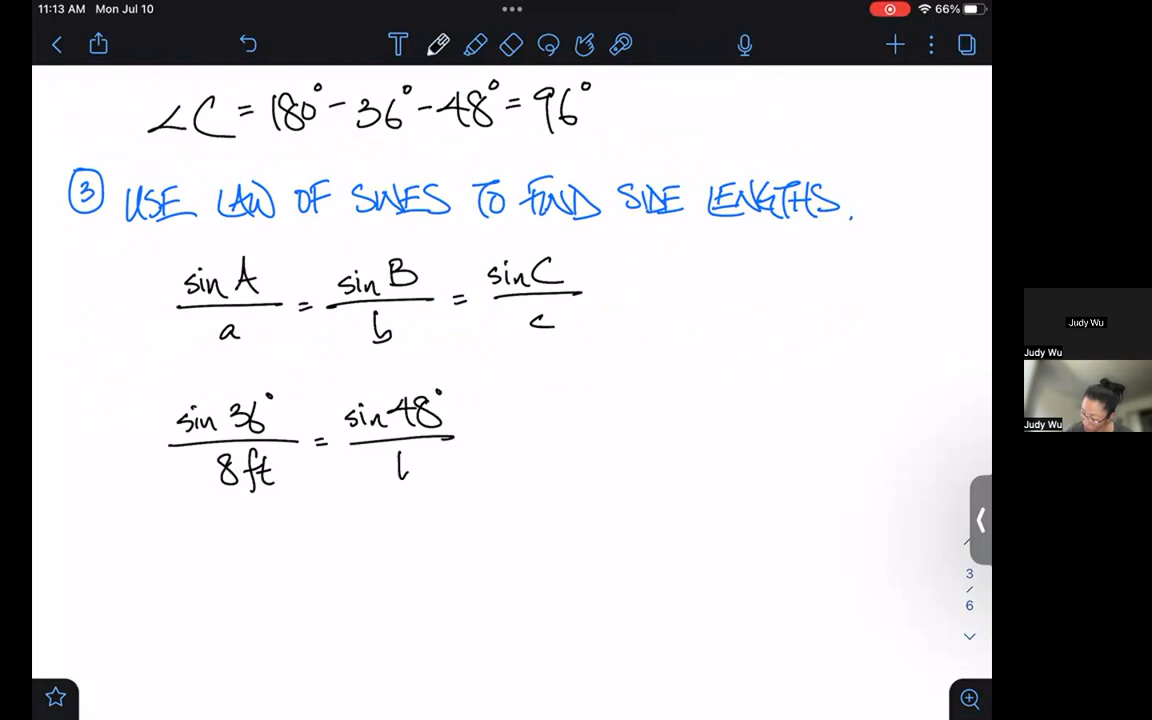 11:13 AM Mon Jul 10
66%
T
∠C = 180° - 36° - 48° = 96°
③ USE LAW OF SINES TO FIND SIDE LENGTHS.
sin A / a = sin B / b = sin C / c
sin 36° / 8 ft = sin 48° / l
Judy Wu
Judy Wu
Judy Wu
3
/
6